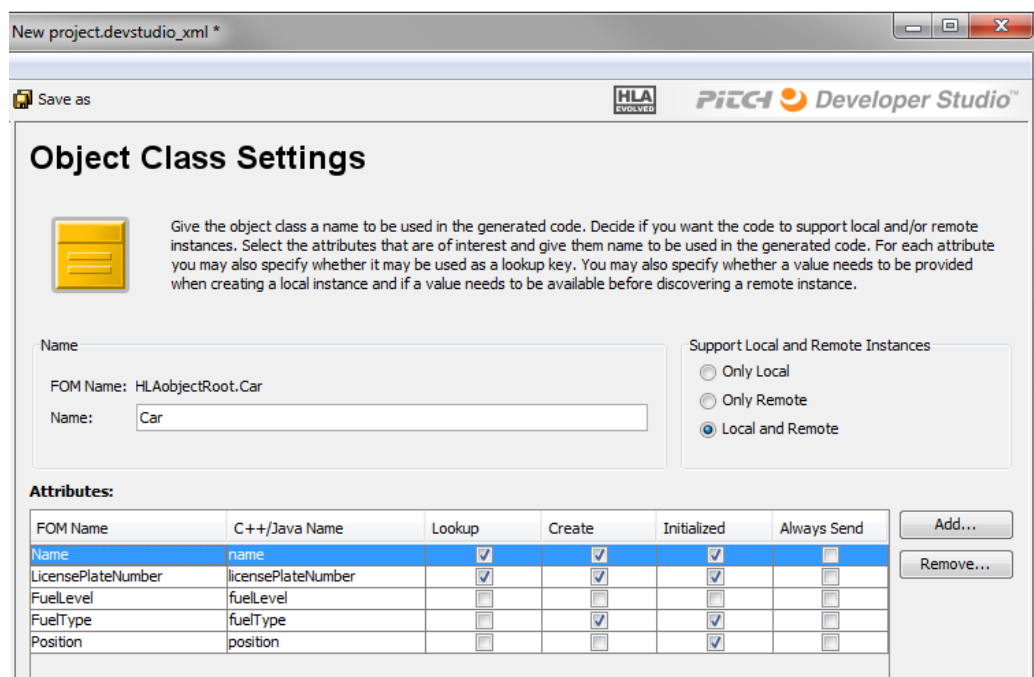 New project.devstudio_xml *
Save as
HLA
EVOLVED
PITCH Developer Studio™
Object Class Settings
Give the object class a name to be used in the generated code. Decide if you want the code to support local and/or remote
instances. Select the attributes that are of interest and give them name to be used in the generated code. For each attribute
you may also specify whether it may be used as a lookup key. You may also specify whether a value needs to be provided
when creating a local instance and if a value needs to be available before discovering a remote instance.
Name
FOM Name: HLAobjectRoot.Car
Name: Car
Support Local and Remote Instances
Only Local
Only Remote
Local and Remote
Attributes:
FOM Name C++/Java Name Lookup Create Initialized Always Send
Name name
LicensePlateNumber licensePlateNumber
FuelLevel fuelLevel
FuelType fuelType
Position position
Add...
Remove...